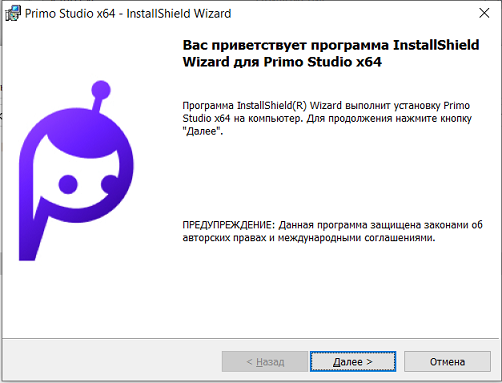 Primo Studio x64 - InstallShield Wizard
Вас приветствует программа InstallShield
Wizard для Primo Studio x64
Программа InstallShield(R) Wizard выполнит установку Primo
Studio x64 на компьютер. Для продолжения нажмите кнопку
"Далее".
ПРЕДУПРЕЖДЕНИЕ: Данная программа защищена законами об
авторских правах и международными соглашениями.
< Назад
Далее >
Отмена